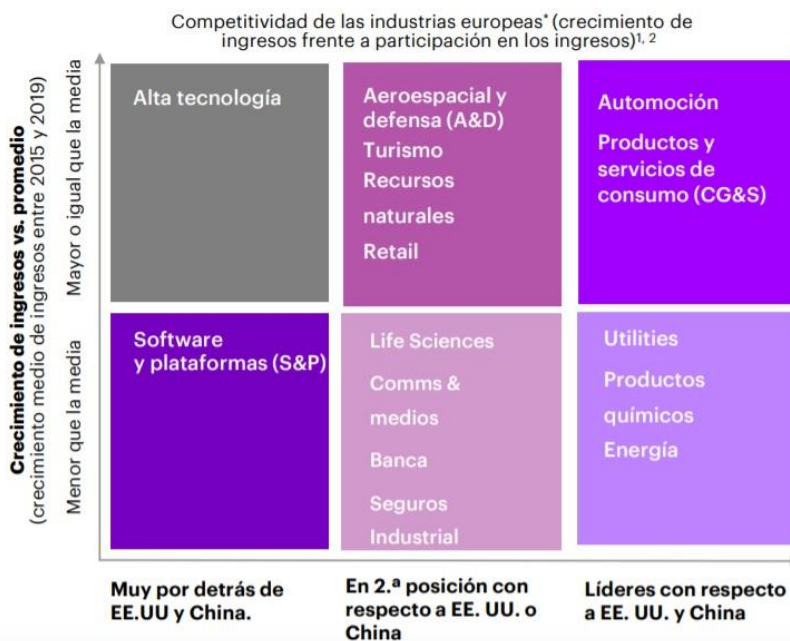 Competitividad de las industrias europeas* (crecimiento de
ingresos frente a participación en los ingresos)1, 2
Crecimiento de ingresos vs. promedio
(crecimiento medio de ingresos entre 2015 y 2019)
Mayor o igual que la media
Menor que la media
Alta tecnología
Aeroespacial y
defensa (A&D)
Turismo
Recursos
naturales
Retail
Automoción
Productos y
servicios de
consumo (CG&S)
Software
y plataformas (S&P)
Life Sciences
Comms &
medios
Banca
Seguros
Industrial
Utilities
Productos
químicos
Energía
Muy por detrás de
EE.UU y China.
En 2.ª posición con
respecto a EE. UU. o
China
Líderes con respecto
a EE. UU. y China